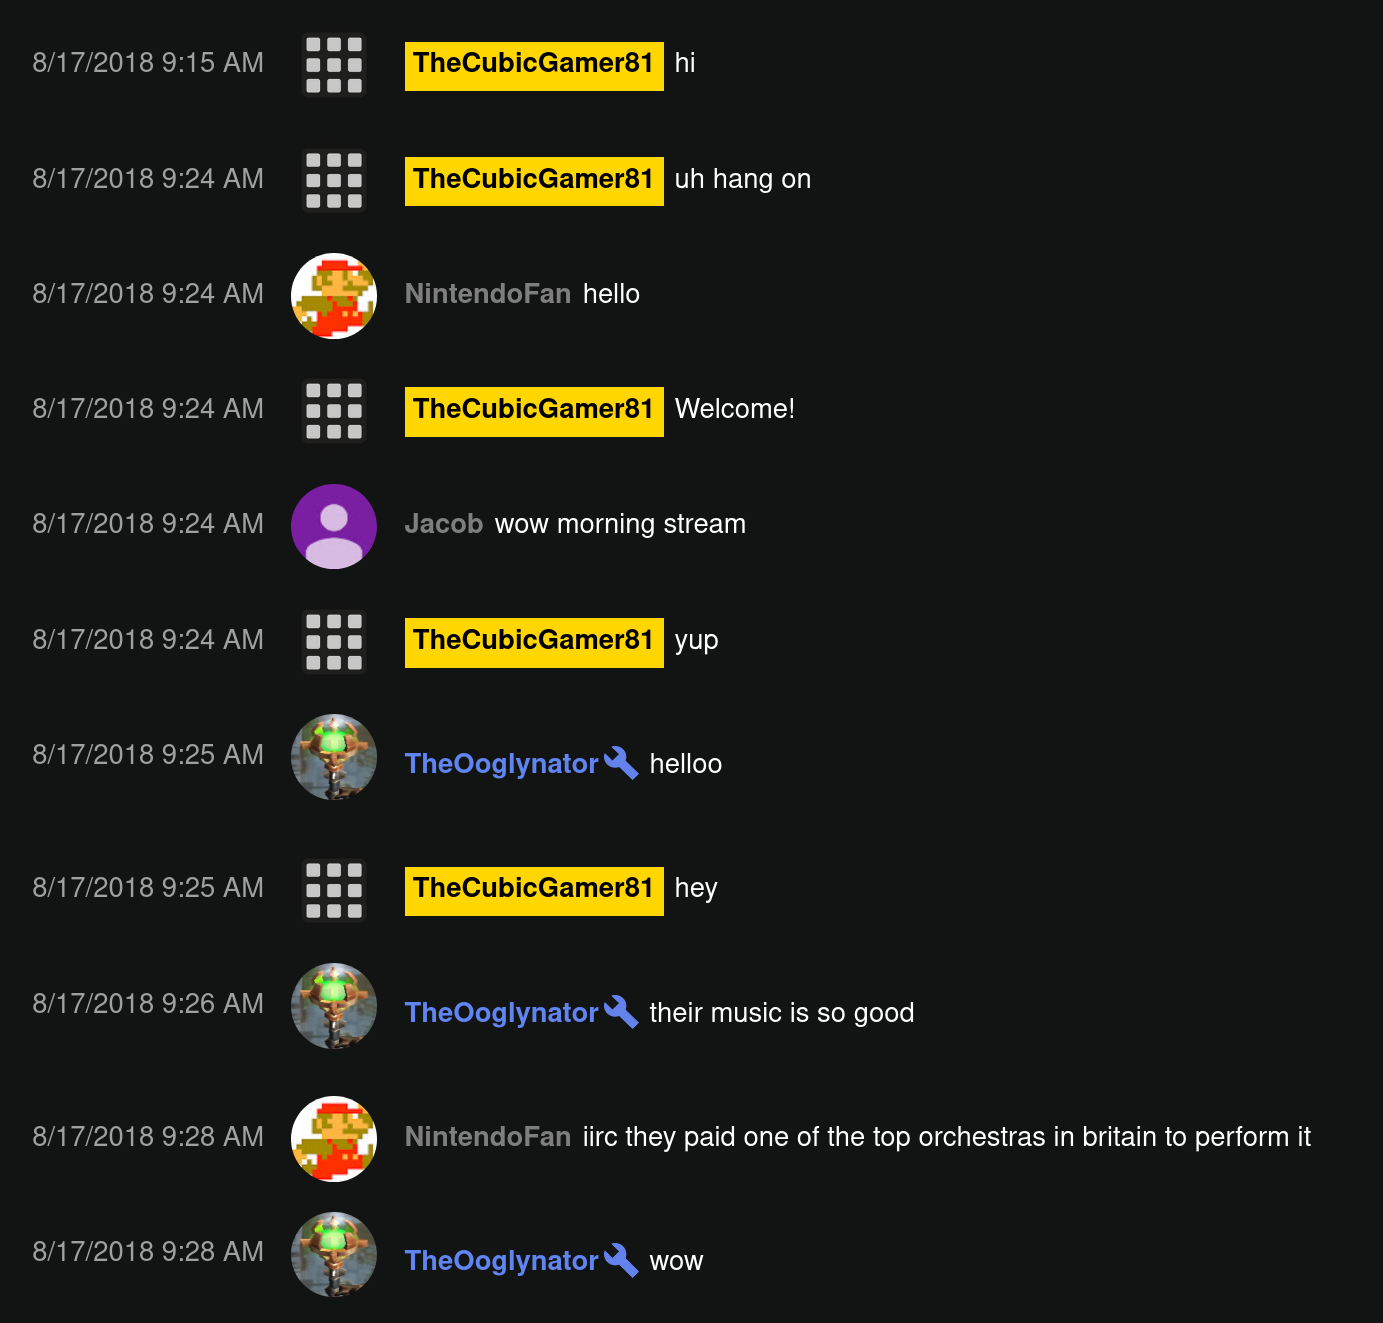 8/17/2018 9:15 AM TheCubicGamer81 hi
8/17/2018 9:24 AM TheCubicGamer81 uh hang on
8/17/2018 9:24 AM NintendoFan hello
8/17/2018 9:24 AM TheCubicGamer81 Welcome!
8/17/2018 9:24 AM Jacob wow morning stream
8/17/2018 9:24 AM TheCubicGamer81 yup
8/17/2018 9:25 AM TheOoglynator helloo
8/17/2018 9:25 AM TheCubicGamer81 hey
8/17/2018 9:26 AM TheOoglynator their music is so good
8/17/2018 9:28 AM NintendoFan iirc they paid one of the top orchestras in britain to perform it
8/17/2018 9:28 AM TheOoglynator wow